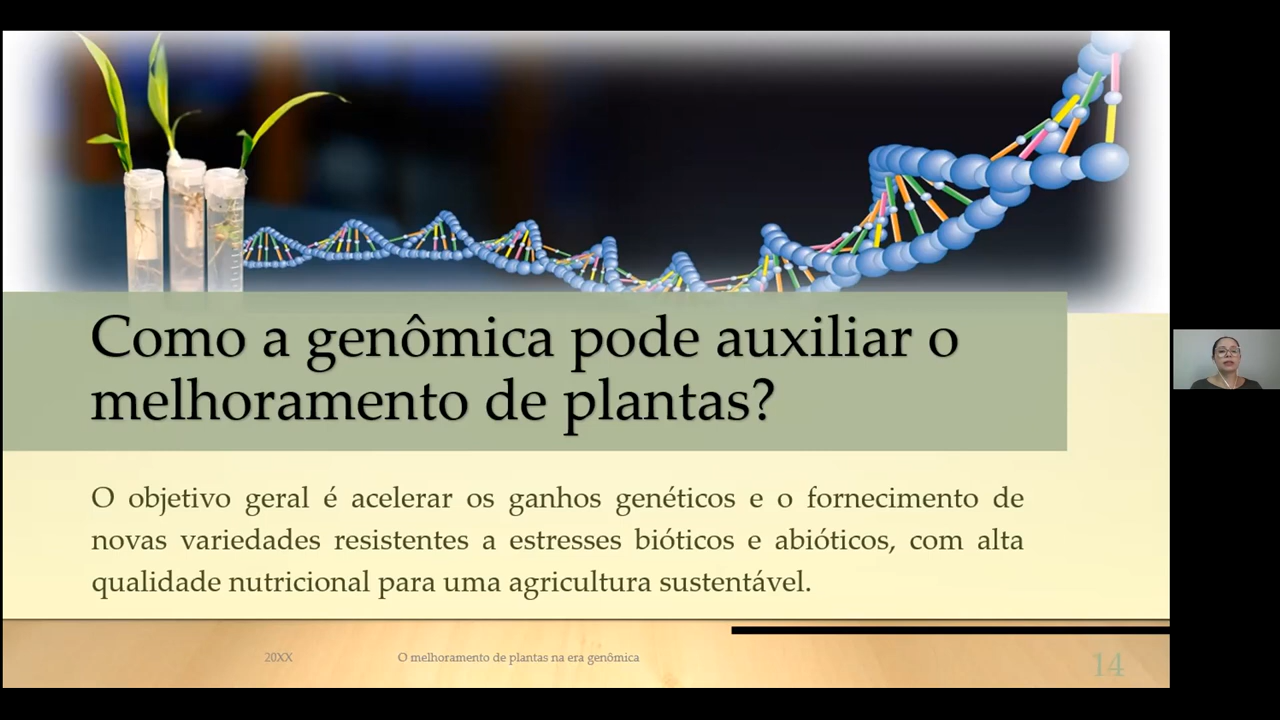 Como a genômica pode auxiliar o
melhoramento de plantas?
O objetivo geral é acelerar os ganhos genéticos e o fornecimento de
novas variedades resistentes a estresses bióticos e abióticos, com alta
qualidade nutricional para uma agricultura sustentável.
20XX
O melhoramento de plantas na era genômica
14